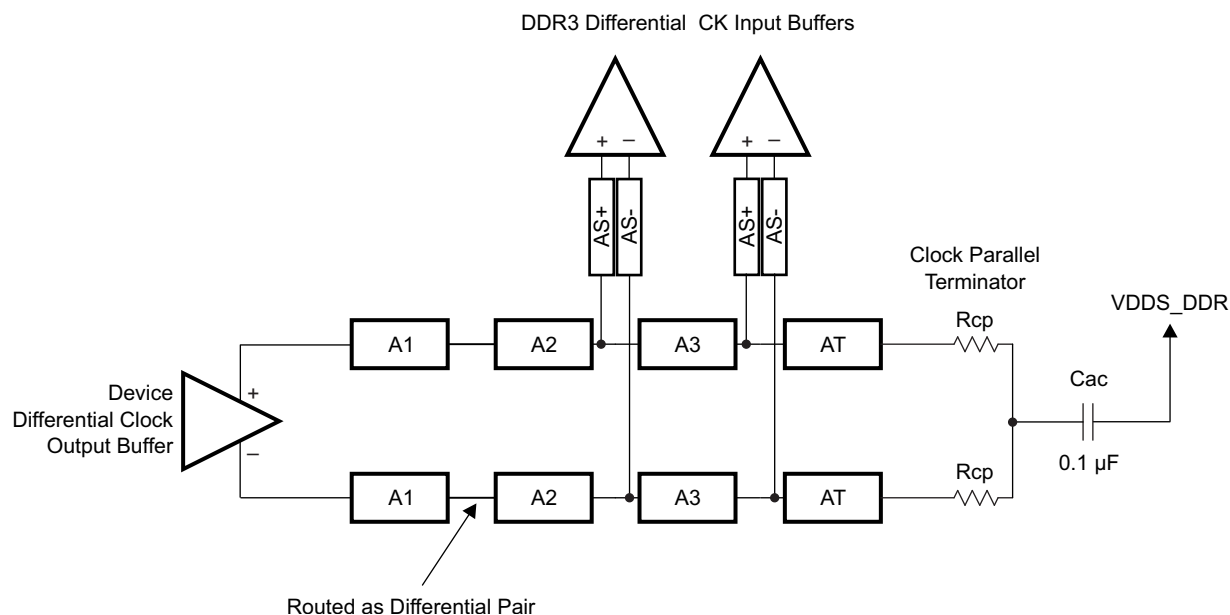 DDR3 Differential CK Input Buffers
+ – + –
AS+ AS- AS+ AS-
Clock Parallel
Terminator
VDDS_DDR
Rcp
A1 A2 A3 AT
Cac
+
Device
Differential Clock
Output Buffer
–
0.1 µF
Rcp
A1 A2 A3 AT
Routed as Differential Pair